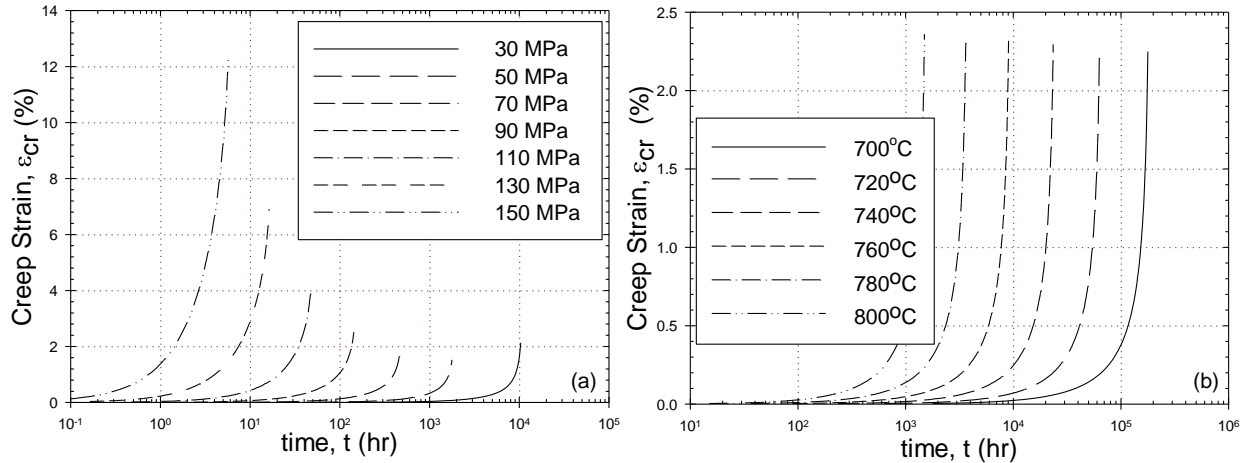 14
12
10
8
6
4
2
0
Creep Strain, εcr (%)
30 MPa
50 MPa
70 MPa
90 MPa
110 MPa
130 MPa
150 MPa
(a)
10-1 100 101 102 103 104 105
time, t (hr)
2.5
2.0
1.5
1.0
0.5
0.0
Creep Strain, εcr (%)
700oC
720oC
740oC
760oC
780oC
800oC
(b)
101 102 103 104 105 106
time, t (hr)